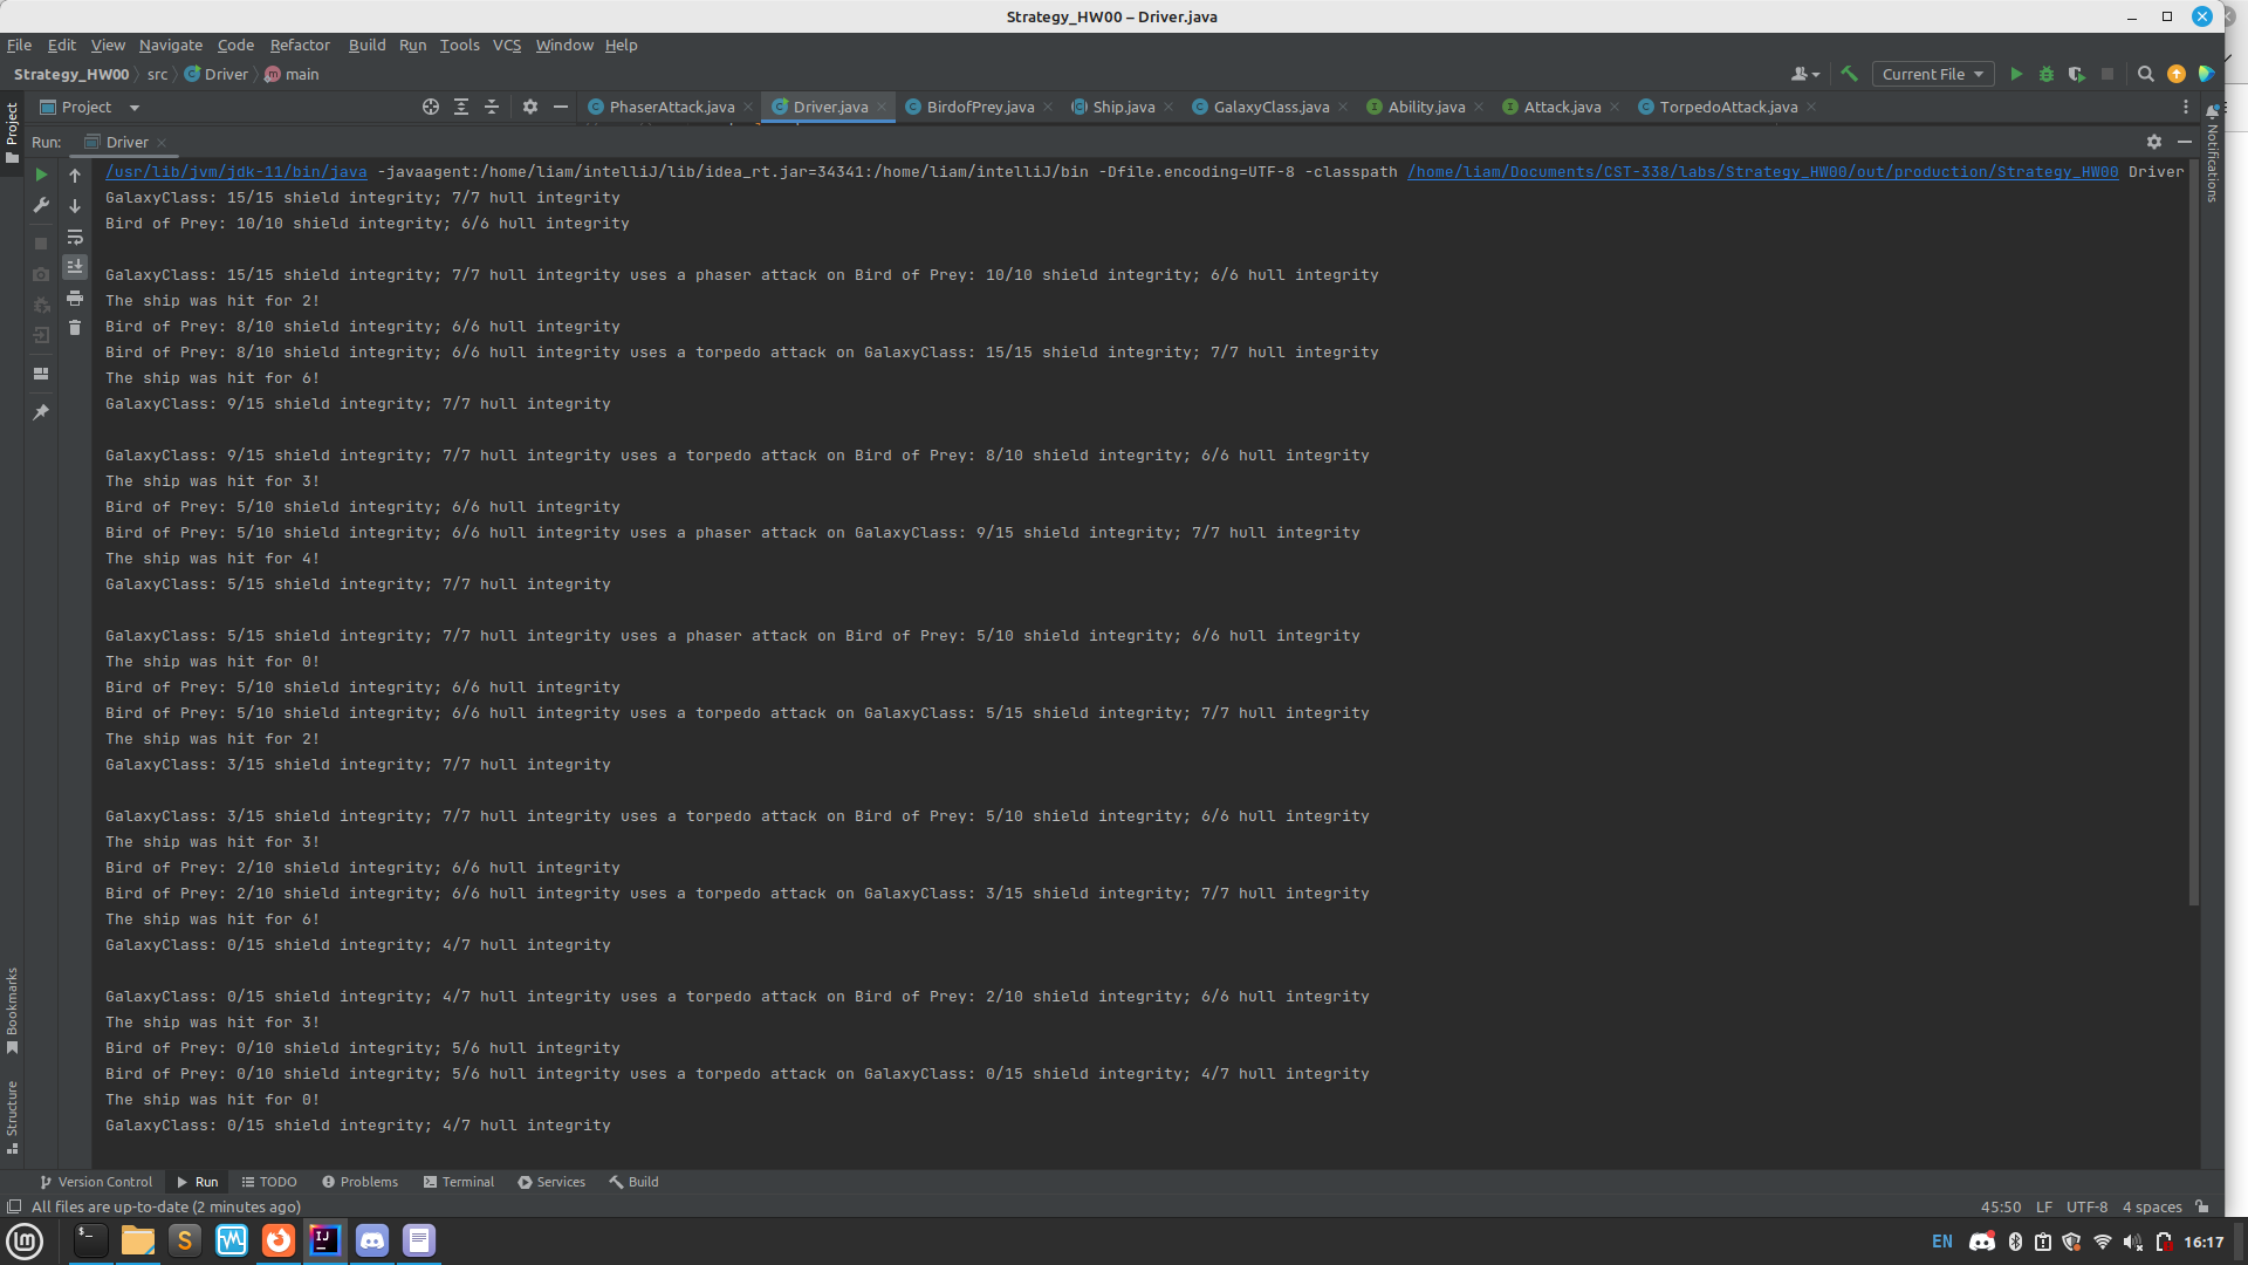 Strategy_HW00 – Driver.java
File Edit View Navigate Code Refactor Build Run Tools VCS Window Help
Strategy_HW00 src Driver main Current File
Project PhaserAttack.java Driver.java BirdofPrey.java Ship.java GalaxyClass.java Ability.java Attack.java TorpedoAttack.java
Project
Notifications
Run: Driver
/usr/lib/jvm/jdk-11/bin/java -javaagent:/home/liam/intelliJ/lib/idea_rt.jar=34341:/home/liam/intelliJ/bin -Dfile.encoding=UTF-8 -classpath /home/liam/Documents/CST-338/labs/Strategy_HW00/out/production/Strategy_HW00 Driver
GalaxyClass: 15/15 shield integrity; 7/7 hull integrity
Bird of Prey: 10/10 shield integrity; 6/6 hull integrity
GalaxyClass: 15/15 shield integrity; 7/7 hull integrity uses a phaser attack on Bird of Prey: 10/10 shield integrity; 6/6 hull integrity
The ship was hit for 2!
Bird of Prey: 8/10 shield integrity; 6/6 hull integrity
Bird of Prey: 8/10 shield integrity; 6/6 hull integrity uses a torpedo attack on GalaxyClass: 15/15 shield integrity; 7/7 hull integrity
The ship was hit for 6!
GalaxyClass: 9/15 shield integrity; 7/7 hull integrity
GalaxyClass: 9/15 shield integrity; 7/7 hull integrity uses a torpedo attack on Bird of Prey: 8/10 shield integrity; 6/6 hull integrity
The ship was hit for 3!
Bird of Prey: 5/10 shield integrity; 6/6 hull integrity
Bird of Prey: 5/10 shield integrity; 6/6 hull integrity uses a phaser attack on GalaxyClass: 9/15 shield integrity; 7/7 hull integrity
The ship was hit for 4!
GalaxyClass: 5/15 shield integrity; 7/7 hull integrity
GalaxyClass: 5/15 shield integrity; 7/7 hull integrity uses a phaser attack on Bird of Prey: 5/10 shield integrity; 6/6 hull integrity
The ship was hit for 0!
Bird of Prey: 5/10 shield integrity; 6/6 hull integrity
Bird of Prey: 5/10 shield integrity; 6/6 hull integrity uses a torpedo attack on GalaxyClass: 5/15 shield integrity; 7/7 hull integrity
The ship was hit for 2!
GalaxyClass: 3/15 shield integrity; 7/7 hull integrity
GalaxyClass: 3/15 shield integrity; 7/7 hull integrity uses a torpedo attack on Bird of Prey: 5/10 shield integrity; 6/6 hull integrity
The ship was hit for 3!
Bird of Prey: 2/10 shield integrity; 6/6 hull integrity
Bird of Prey: 2/10 shield integrity; 6/6 hull integrity uses a torpedo attack on GalaxyClass: 3/15 shield integrity; 7/7 hull integrity
The ship was hit for 6!
GalaxyClass: 0/15 shield integrity; 4/7 hull integrity
GalaxyClass: 0/15 shield integrity; 4/7 hull integrity uses a torpedo attack on Bird of Prey: 2/10 shield integrity; 6/6 hull integrity
The ship was hit for 3!
Bird of Prey: 0/10 shield integrity; 5/6 hull integrity
Bird of Prey: 0/10 shield integrity; 5/6 hull integrity uses a torpedo attack on GalaxyClass: 0/15 shield integrity; 4/7 hull integrity
The ship was hit for 0!
GalaxyClass: 0/15 shield integrity; 4/7 hull integrity
Bookmarks
Structure
Version Control Run TODO Problems Terminal Services Build
All files are up-to-date (2 minutes ago) 45:50 LF UTF-8 4 spaces
EN 16:17